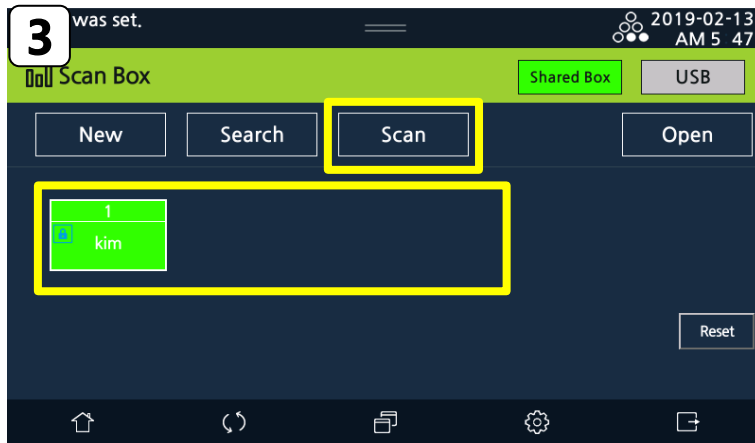 3
was set.
2019-02-13
AM 5 47
Scan Box
Shared Box
USB
New
Search
Scan
Open
1
kim
Reset